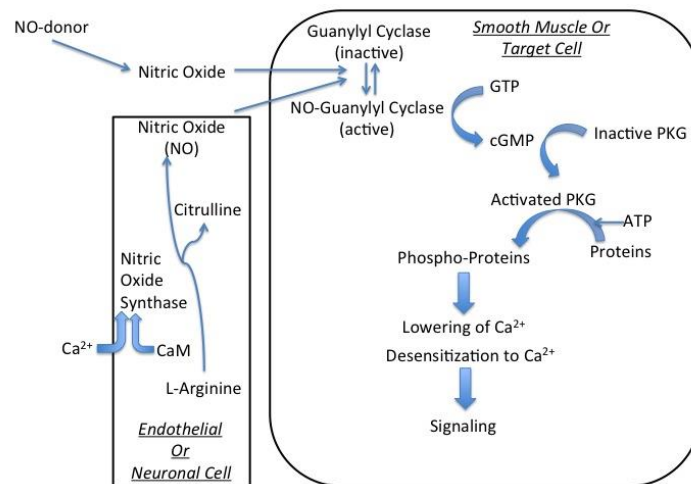 NO-donor
Nitric Oxide
Guanylyl Cyclase
(inactive)
NO-Guanylyl Cyclase
(active)
Smooth Muscle Or
Target Cell
GTP
cGMP
Inactive PKG
Activated PKG
ATP
Proteins
Phospho-Proteins
Lowering of Ca²⁺
Desensitization to Ca²⁺
Signaling
Nitric Oxide
(NO)
Citrulline
Nitric
Oxide
Synthase
Ca²⁺
CaM
L-Arginine
Endothelial
Or
Neuronal Cell